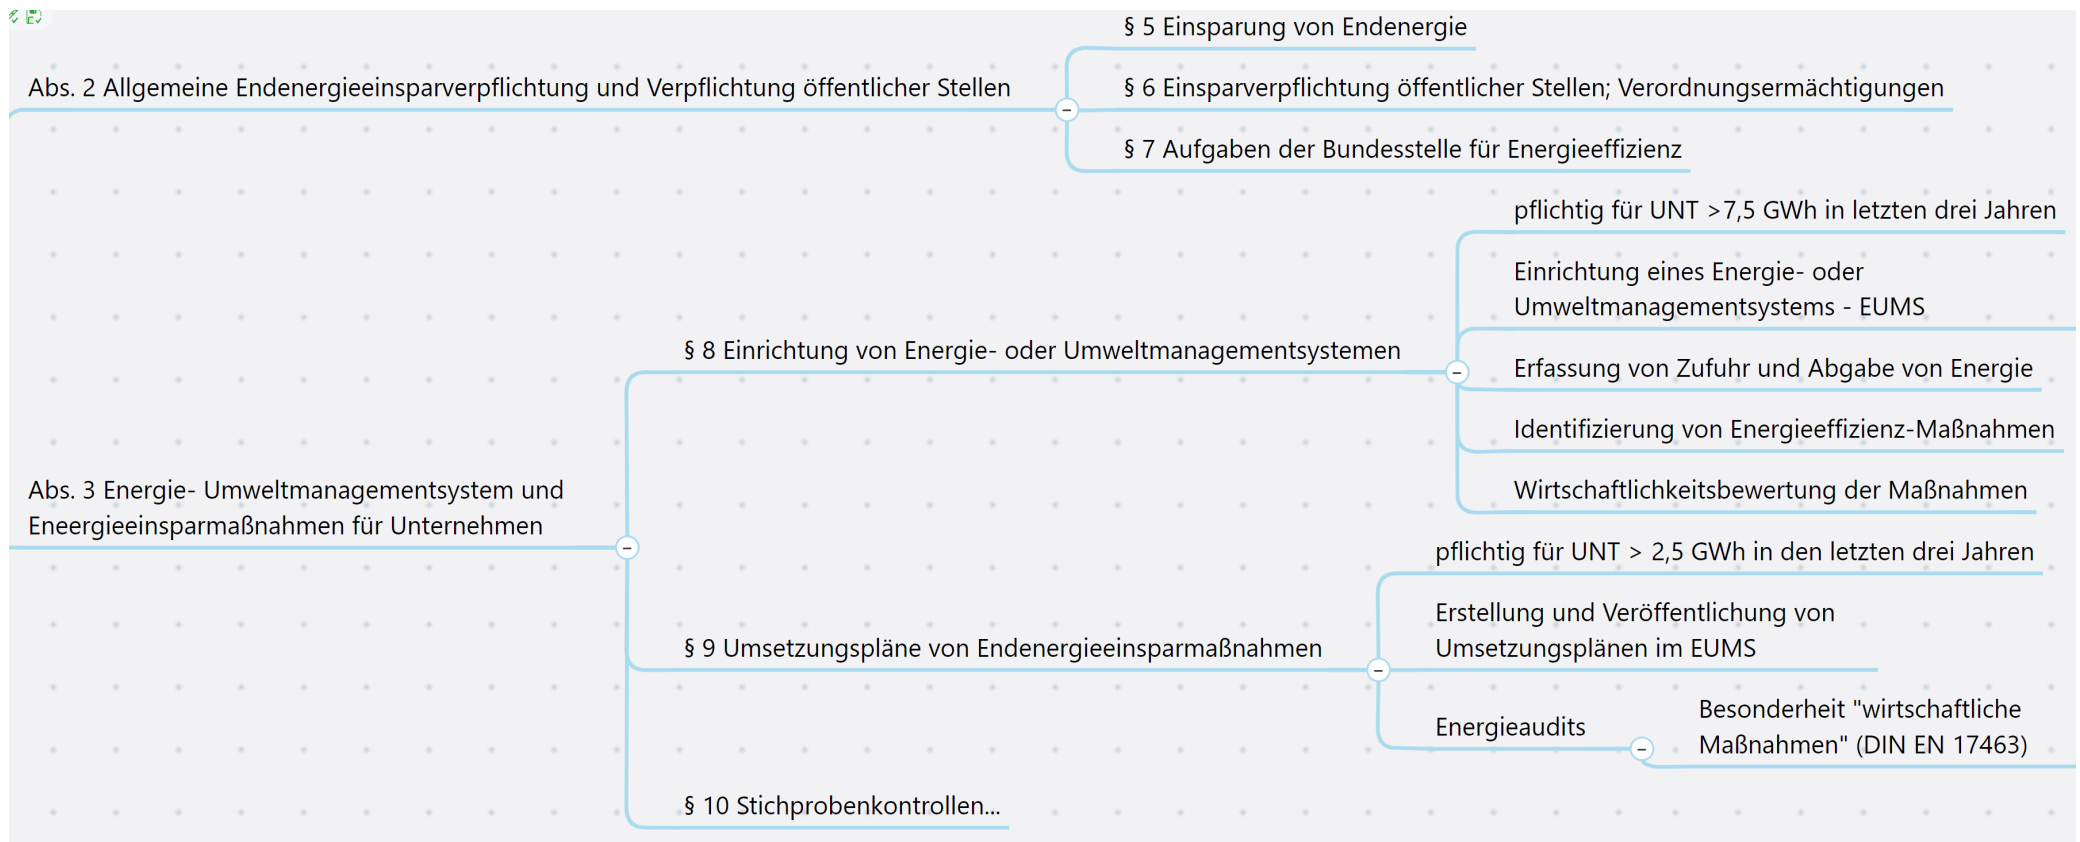 § 5 Einsparung von Endenergie
Abs. 2 Allgemeine Endenergieeinsparverpflichtung und Verpflichtung öffentlicher Stellen
§ 6 Einsparverpflichtung öffentlicher Stellen; Verordnungsermächtigungen
§ 7 Aufgaben der Bundesstelle für Energieeffizienz
Abs. 3 Energie- Umweltmanagementsystem und
Eneergieeinsparmaßnahmen für Unternehmen
§ 8 Einrichtung von Energie- oder Umweltmanagementsystemen
pflichtig für UNT >7,5 GWh in letzten drei Jahren
Einrichtung eines Energie- oder
Umweltmanagementsystems - EUMS
Erfassung von Zufuhr und Abgabe von Energie
Identifizierung von Energieeffizienz-Maßnahmen
Wirtschaftlichkeitsbewertung der Maßnahmen
§ 9 Umsetzungspläne von Endenergieeinsparmaßnahmen
pflichtig für UNT > 2,5 GWh in den letzten drei Jahren
Erstellung und Veröffentlichung von
Umsetzungsplänen im EUMS
Energieaudits
Besonderheit "wirtschaftliche
Maßnahmen" (DIN EN 17463)
§ 10 Stichprobenkontrollen...